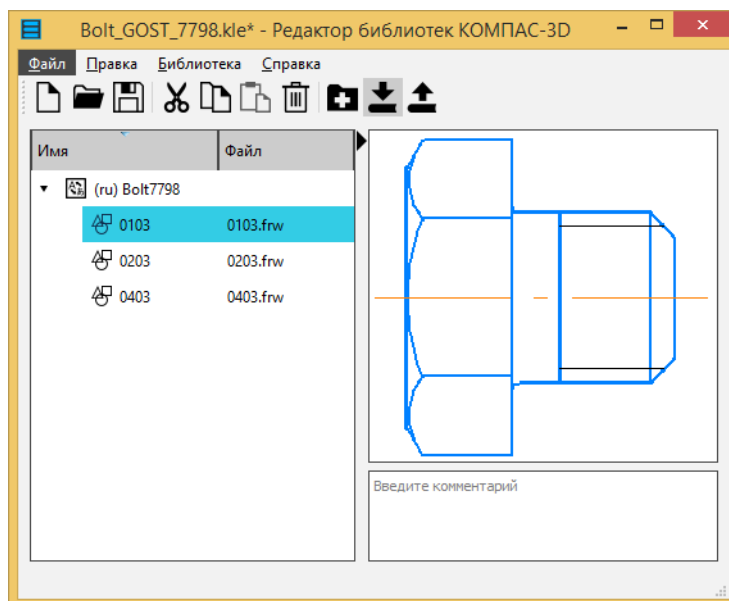 Bolt_GOST_7798.kle* - Редактор библиотек КОМПАС-3D
Файл Правка Библиотека Справка
Имя Файл
(ru) Bolt7798
0103 0103.frw
0203 0203.frw
0403 0403.frw
Введите комментарий